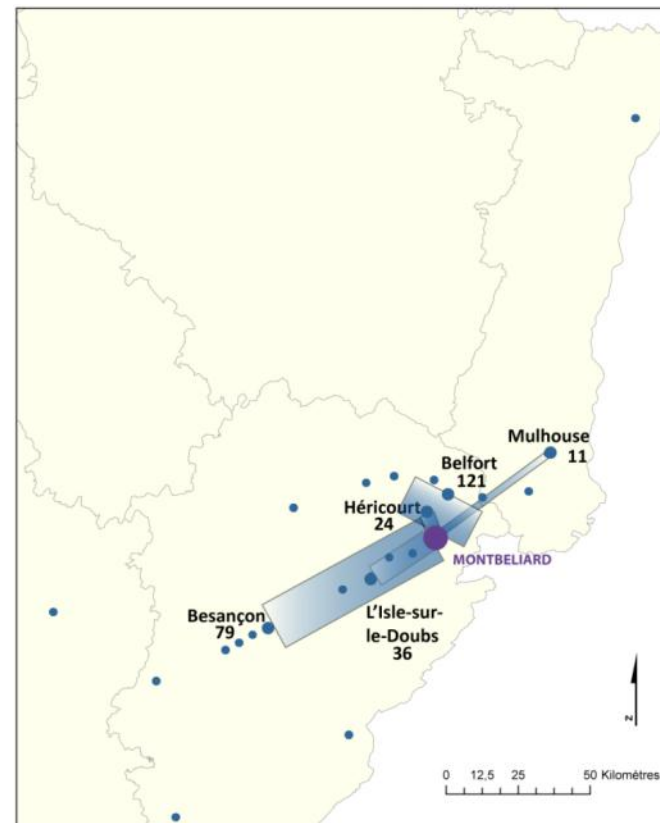 Mulhouse
11
Belfort
121
Héricourt
24
MONTBELIARD
Besançon
79
L'Isle-sur-
le-Doubs
36
N
0 12,5 25 50 Kilomètres